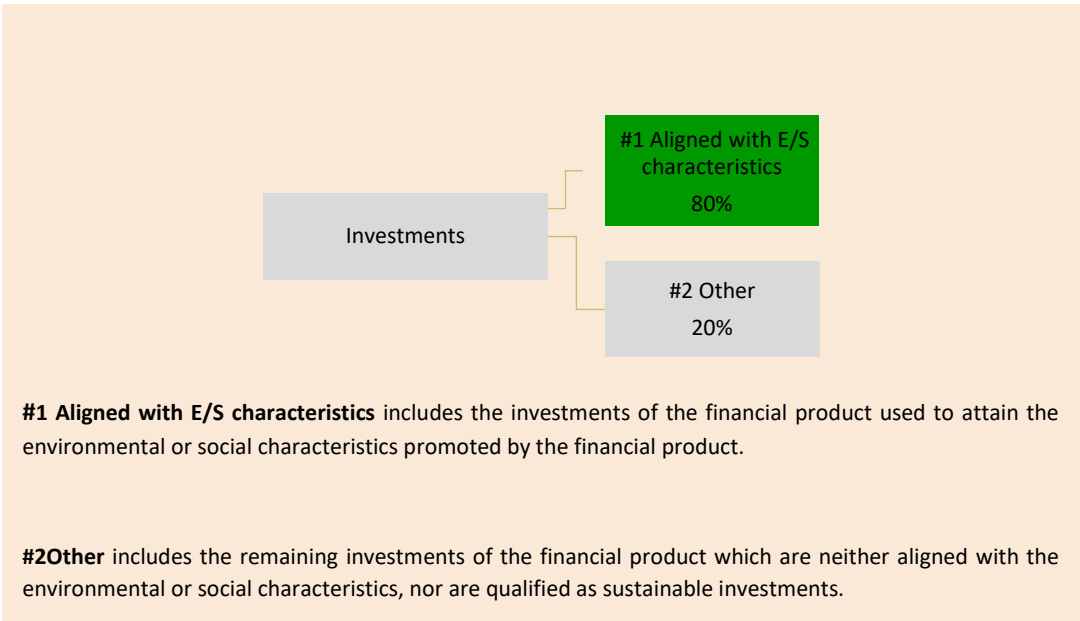 #1 Aligned with E/S
characteristics
80%
Investments
#2 Other
20%
#1 Aligned with E/S characteristics includes the investments of the financial product used to attain the
environmental or social characteristics promoted by the financial product.
#2Other includes the remaining investments of the financial product which are neither aligned with the
environmental or social characteristics, nor are qualified as sustainable investments.